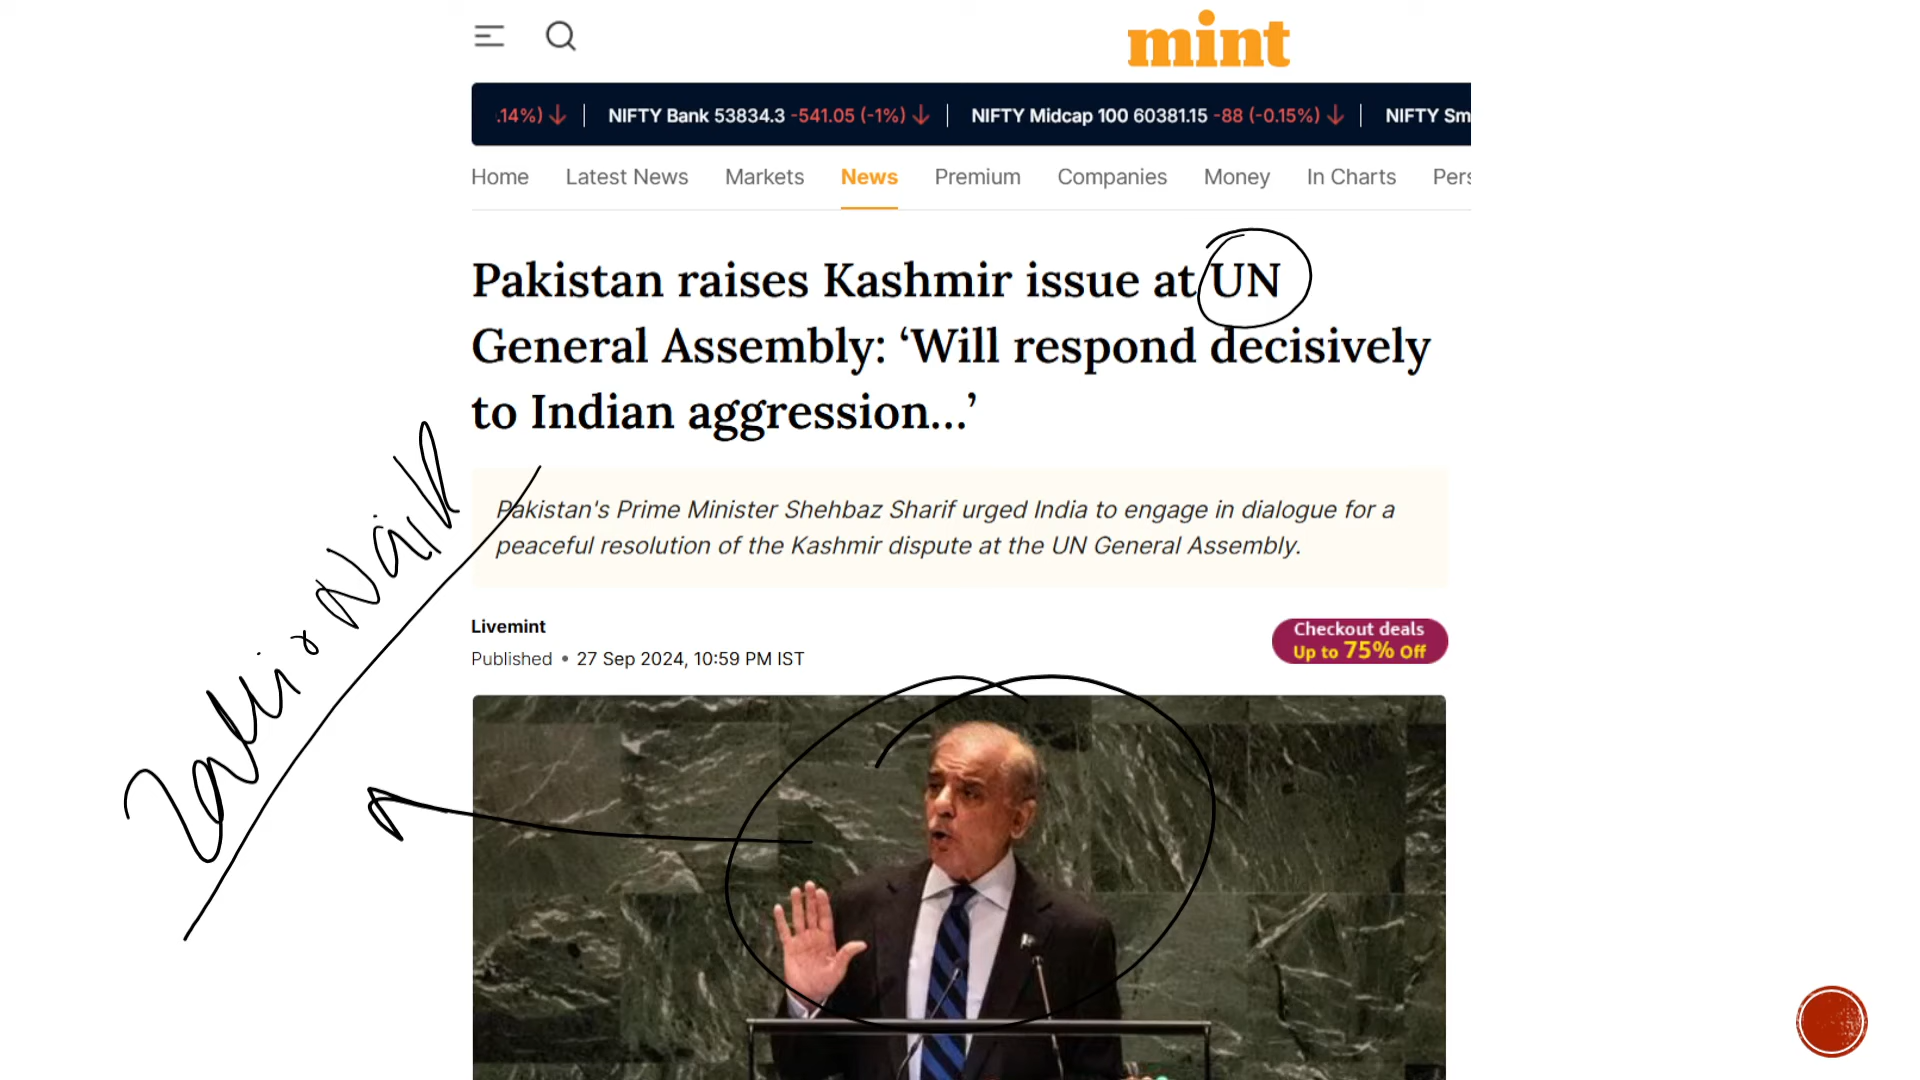 mint
.14%) NIFTY Bank 53834.3 -541.05 (-1%) NIFTY Midcap 100 60381.15 -88 (-0.15%) NIFTY Sm
Home Latest News Markets News Premium Companies Money In Charts Pers
Pakistan raises Kashmir issue at UN
General Assembly: ‘Will respond decisively
to Indian aggression...’
Pakistan's Prime Minister Shehbaz Sharif urged India to engage in dialogue for a
peaceful resolution of the Kashmir dispute at the UN General Assembly.
Livemint
Published • 27 Sep 2024, 10:59 PM IST
Checkout deals
Up to 75% Off
Zakir Naik